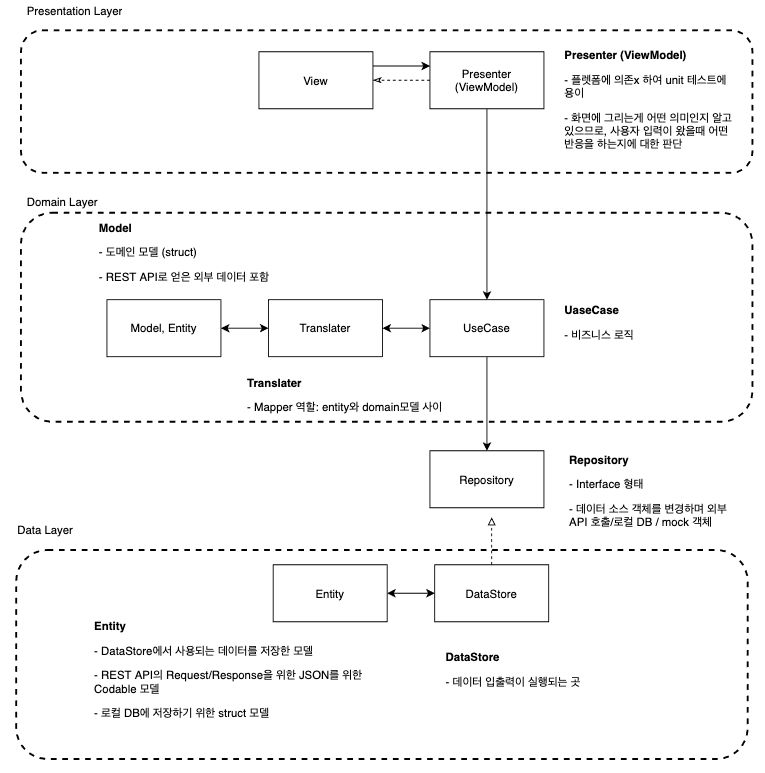 Presentation Layer
View
Presenter
(ViewModel)
Presenter (ViewModel)
- 플렛폼에 의존x 하여 unit 테스트에
용이
- 화면에 그리는게 어떤 의미인지 알고
있으므로, 사용자 입력이 왔을때 어떤
반응을 하는지에 대한 판단
Domain Layer
Model
- 도메인 모델 (struct)
- REST API로 얻은 외부 데이터 포함
Model, Entity
Translater
UseCase
UaseCase
- 비즈니스 로직
Translater
- Mapper 역할: entity와 domain모델 사이
Repository
Repository
- Interface 형태
- 데이터 소스 객체를 변경하며 외부
API 호출/로컬 DB / mock 객체
Data Layer
Entity
DataStore
Entity
- DataStore에서 사용되는 데이터를 저장한 모델
- REST API의 Request/Response을 위한 JSON를 위한
Codable 모델
- 로컬 DB에 저장하기 위한 struct 모델
DataStore
- 데이터 입출력이 실행되는 곳